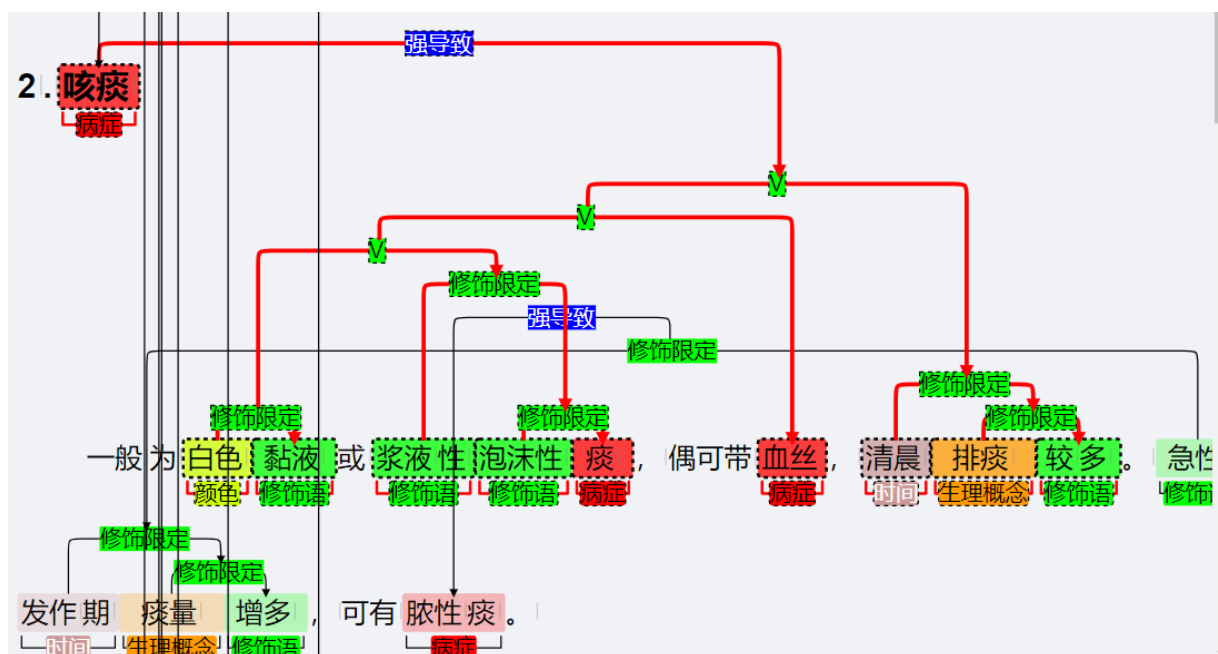 强导致
2.咳痰
病症
V
V
V
修饰限定
强导致
修饰限定
修饰限定
修饰限定 修饰限定 修饰限定
一般为白色黏液或浆液性泡沫性痰，偶可带血丝，清晨排痰较多。急性
颜色 修饰语 修饰语 修饰语 病症 病症 时间 生理概念 修饰语
修饰限定
修饰限定
发作期痰量增多，可有脓性痰。
时间 生理概念 修饰语 病症